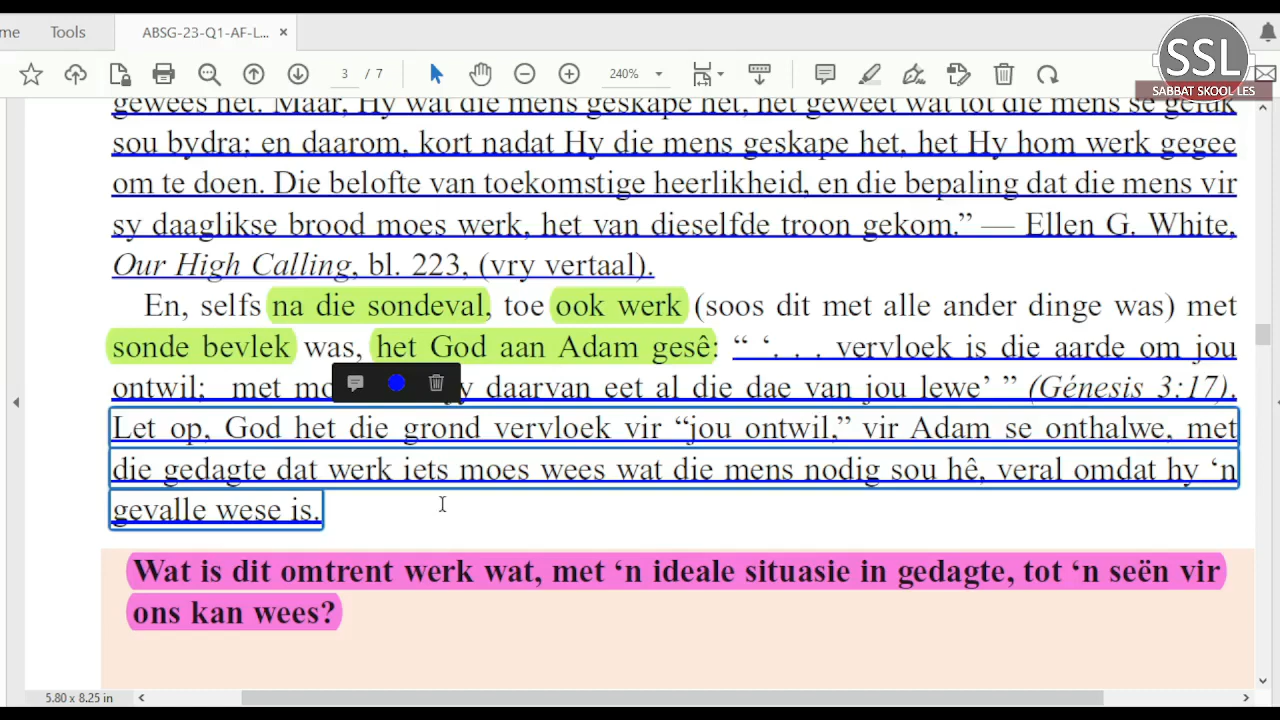 me
Tools
ABSG-23-Q1-AF-L... ×
3 / 7
240%
SSL
SABBAT SKOOL LES
gewees het. Maar, Hy wat die mens geskape het, het geweet wat tot die mens se geluk
sou bydra; en daarom, kort nadat Hy die mens geskape het, het Hy hom werk gegee
om te doen. Die belofte van toekomstige heerlikheid, en die bepaling dat die mens vir
sy daaglikse brood moes werk, het van dieselfde troon gekom.” — Ellen G. White,
Our High Calling, bl. 223, (vry vertaal).
En, selfs na die sondeval, toe ook werk (soos dit met alle ander dinge was) met
sonde bevlek was, het God aan Adam gesê: “ ‘. . . vervloek is die aarde om jou
ontwil; met daarvan eet al die dae van jou lewe’ ” (Génesis 3:17).
Let op, God het die grond vervloek vir “jou ontwil,” vir Adam se onthalwe, met
die gedagte dat werk iets moes wees wat die mens nodig sou hê, veral omdat hy ‘n
gevalle wese is.
Wat is dit omtrent werk wat, met ‘n ideale situasie in gedagte, tot ‘n seën vir
ons kan wees?
5.80 x 8.25 in